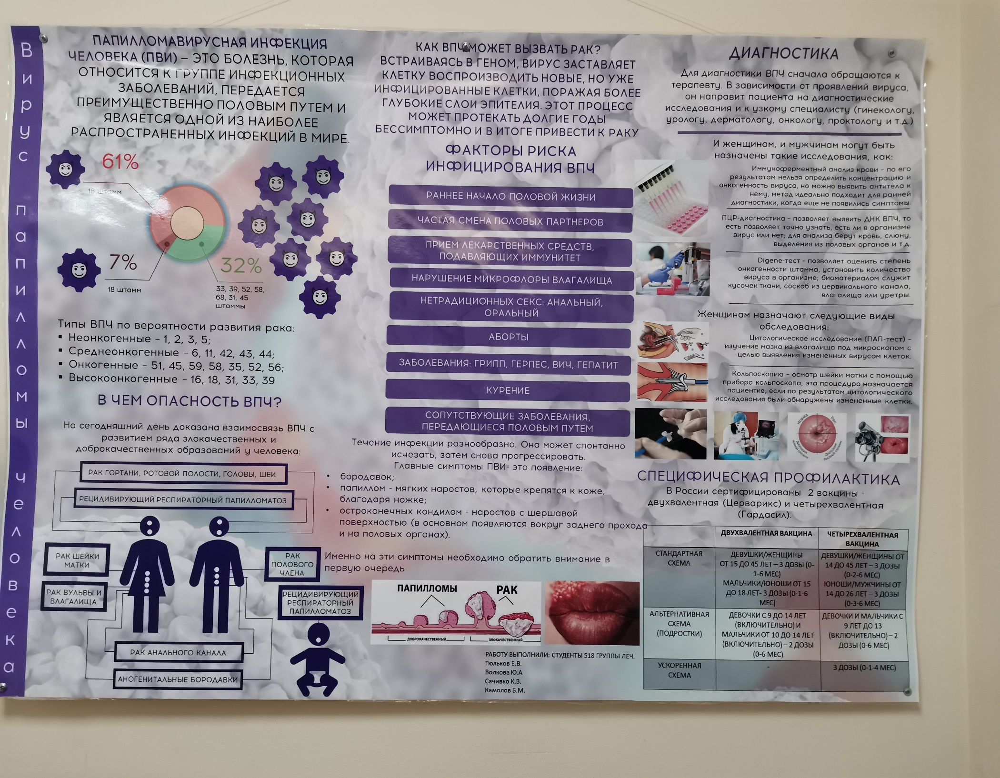 Вирус папилломы человека
ПАПИЛЛОМАВИРУСНАЯ ИНФЕКЦИЯ
ЧЕЛОВЕКА (ПВИ) – ЭТО БОЛЕЗНЬ, КОТОРАЯ
ОТНОСИТСЯ К ГРУППЕ ИНФЕКЦИОННЫХ
ЗАБОЛЕВАНИЙ, ПЕРЕДАЕТСЯ
ПРЕИМУЩЕСТВЕННО ПОЛОВЫМ ПУТЕМ И
ЯВЛЯЕТСЯ ОДНОЙ ИЗ НАИБОЛЕЕ
РАСПРОСТРАНЕННЫХ ИНФЕКЦИЙ В МИРЕ.
61%
16 штамм
7%
18 штамм
32%
33, 39, 52, 58,
68, 31, 45
штаммы
Типы ВПЧ по вероятности развития рака:
▪ Неонкогенные – 1, 2, 3, 5;
▪ Среднеонкогенные – 6, 11, 42, 43, 44;
▪ Онкогенные – 51, 45, 59, 58, 35, 52, 56;
▪ Высокоонкогенные – 16, 18, 31, 33, 39
В ЧЕМ ОПАСНОСТЬ ВПЧ?
На сегодняшний день доказана взаимосвязь ВПЧ с
развитием ряда злокачественных и
доброкачественных образований у человека:
РАК ГОРТАНИ, РОТОВОЙ ПОЛОСТИ, ГОЛОВЫ, ШЕИ
РЕЦИДИВИРУЮЩИЙ РЕСПИРАТОРНЫЙ ПАПИЛЛОМАТОЗ
РАК ШЕЙКИ
МАТКИ
РАК ВУЛЬВЫ И
ВЛАГАЛИЩА
РАК
ПОЛОВОГО
ЧЛЕНА
РЕЦИДИВИРУЮЩИЙ
РЕСПИРАТОРНЫЙ
ПАПИЛЛОМАТОЗ
РАК АНАЛЬНОГО КАНАЛА
АНОГЕНИТАЛЬНЫЕ БОРОДАВКИ
КАК ВПЧ МОЖЕТ ВЫЗВАТЬ РАК?
ВСТРАИВАЯСЬ В ГЕНОМ, ВИРУС ЗАСТАВЛЯЕТ
КЛЕТКУ ВОСПРОИЗВОДИТЬ НОВЫЕ, НО УЖЕ
ИНФИЦИРОВАННЫЕ КЛЕТКИ, ПОРАЖАЯ БОЛЕЕ
ГЛУБОКИЕ СЛОИ ЭПИТЕЛИЯ. ЭТОТ ПРОЦЕСС
МОЖЕТ ПРОТЕКАТЬ ДОЛГИЕ ГОДЫ
БЕССИМПТОМНО И В ИТОГЕ ПРИВЕСТИ К РАКУ
ФАКТОРЫ РИСКА
ИНФИЦИРОВАНИЯ ВПЧ
РАННЕЕ НАЧАЛО ПОЛОВОЙ ЖИЗНИ
ЧАСТАЯ СМЕНА ПОЛОВЫХ ПАРТНЕРОВ
ПРИЕМ ЛЕКАРСТВЕННЫХ СРЕДСТВ,
ПОДАВЛЯЮЩИХ ИММУНИТЕТ
НАРУШЕНИЕ МИКРОФЛОРЫ ВЛАГАЛИЩА
НЕТРАДИЦИОННЫХ СЕКС: АНАЛЬНЫЙ,
ОРАЛЬНЫЙ
АБОРТЫ
ЗАБОЛЕВАНИЯ: ГРИПП, ГЕРПЕС, ВИЧ, ГЕПАТИТ
КУРЕНИЕ
СОПУТСТВУЮЩИЕ ЗАБОЛЕВАНИЯ,
ПЕРЕДАЮЩИЕСЯ ПОЛОВЫМ ПУТЕМ
Течение инфекции разнообразно. Она может спонтанно
исчезать, затем снова прогрессировать.
Главные симптомы ПВИ- это появление:
• бородавок;
• папиллом - мягких наростов, которые крепятся к коже,
благодаря ножке;
• остроконечных кондилом - наростов с шершавой
поверхностью (в основном появляются вокруг заднего прохода
и на половых органах).
Именно на эти симптомы необходимо обратить внимание в
первую очередь
ПАПИЛЛОМЫ РАК
ДОБРОКАЧЕСТВЕННЫЙ ЗЛОКАЧЕСТВЕННЫЙ
РАБОТУ ВЫПОЛНИЛИ: СТУДЕНТЫ 518 ГРУППЫ ЛЕЧ.
Тюльков Е.В.
Волкова Ю.А
Сачивко К.В.
Камолов Б.М.
ДИАГНОСТИКА
Для диагностики ВПЧ сначала обращаются к
терапевту. В зависимости от проявлений вируса,
он направит пациента на диагностические
исследования и к узкому специалисту (гинекологу,
урологу, дерматологу, онкологу, проктологу и т.д.)
И женщинам, и мужчинам могут быть
назначены такие исследования, как:
Иммуноферментный анализ крови – по его
результатам нельзя определить концентрацию и
онкогенность вируса, но можно выявить антитела к
нему, метод идеально подходит для ранней
диагностики, когда еще не появились симптомы.
ПЦР-диагностика – позволяет выявить ДНК ВПЧ, то
есть позволяет точно узнать, есть ли в организме
вирус или нет; для анализа берут кровь, слюну,
выделения из половых органов и т.д.
Digene-тест – позволяет оценить степень
онкогенности штамма, установить количество
вируса в организме; биоматериалом служит
кусочек ткани, соскоб из цервикального канала,
влагалища или уретры.
Женщинам назначают следующие виды
обследования:
Цитологическое исследование (ПАП-тест) –
изучение мазка из влагалища под микроскопом с
целью выявления измененных вирусом клеток.
Кольпоскопию – осмотр шейки матки с помощью
прибора кольпоскопа, эта процедура назначается
пациентке, если по результатам цитологического
исследования были обнаружены измененные клетки.
Норма Рак
СПЕЦИФИЧЕСКАЯ ПРОФИЛАКТИКА
В России сертифицированы 2 вакцины -
двухвалентная (Церварикс) и четырехвалентная
(Гардасил).
ДВУХВАЛЕНТНАЯ ВАКЦИНА
ЧЕТЫРЕХВАЛЕНТНАЯ
ВАКЦИНА
СТАНДАРТНАЯ
СХЕМА
ДЕВУШКИ/ЖЕНЩИНЫ
ОТ 15 ДО 45 ЛЕТ – 3 ДОЗЫ (0-
1-6 МЕС)
МАЛЬЧИКИ/ЮНОШИ ОТ 15
ДО 18 ЛЕТ- 3 ДОЗЫ (0-1-6
МЕС)
ДЕВУШКИ/ЖЕНЩИНЫ ОТ
14 ДО 45 ЛЕТ – 3 ДОЗЫ
(0-2-6 МЕС)
ЮНОШИ/МУЖЧИНЫ ОТ
14 ДО 26 ЛЕТ – 3 ДОЗЫ
(0-3-6 МЕС)
АЛЬТЕРНАТИВНАЯ
СХЕМА
(ПОДРОСТКИ)
ДЕВОЧКИ С 9 ДО 14 ЛЕТ
(ВКЛЮЧИТЕЛЬНО) И
МАЛЬЧИКИ ОТ 10 ДО 14 ЛЕТ
(ВКЛЮЧИТЕЛЬНО) – 2 ДОЗЫ
(0-6 МЕС)
ДЕВОЧКИ И МАЛЬЧИКИ С
9 ЛЕТ ДО 13
(ВКЛЮЧИТЕЛЬНО) – 2
ДОЗЫ (0-6 МЕС)
УСКОРЕННАЯ
СХЕМА
-
3 ДОЗЫ (0-1-4 МЕС)